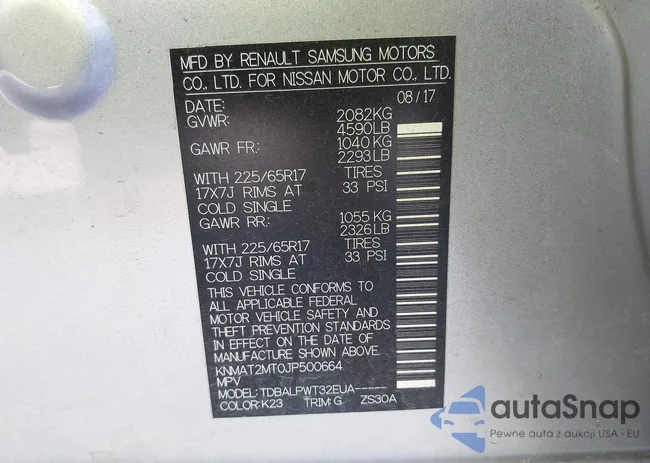 MFD BY RENAULT SAMSUNG MOTORS
CO., LTD. FOR NISSAN MOTOR CO., LTD.
DATE: 08/17
GVWR: 2082KG
4590LB
GAWR FR: 1040KG
2293LB
WITH 225/65R17 TIRES
17X7J RIMS AT 33 PSI
COLD SINGLE
GAWR RR: 1055KG
2326LB
WITH 225/65R17 TIRES
17X7J RIMS AT 33 PSI
COLD SINGLE
THIS VEHICLE CONFORMS TO
ALL APPLICABLE FEDERAL
MOTOR VEHICLE SAFETY AND
THEFT PREVENTION STANDARDS
IN EFFECT ON THE DATE OF
MANUFACTURE SHOWN ABOVE.
KNMAT2MT0JP500664
MPV
MODEL: TDBALPWT32EUA-----
COLOR: K23 TRIM: G ZS30A
autoSnap
Pewne auta z aukcji USA i EU